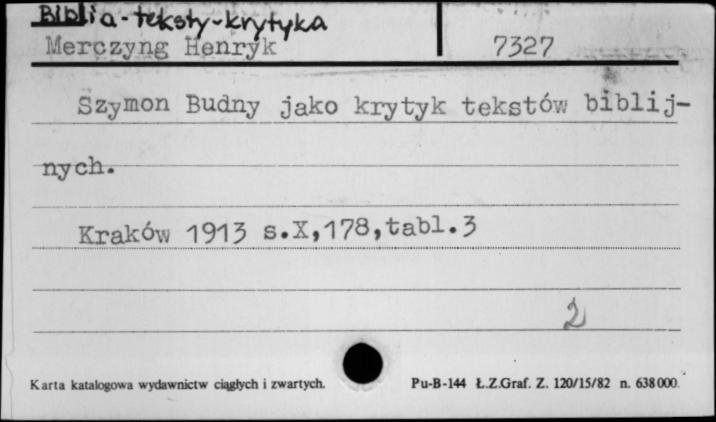 Biblia-teksty-krytyka
Merczyng Henryk 7327
Szymon Budny jako krytyk tekstów biblij-
nych.
Kraków 1913 s.X,178,tabl.3
2
Karta katalogowa wydawnictw ciągłych i zwartych. Pu-B-144 Ł.Z.Graf. Z. 120/15/82 n. 638000.